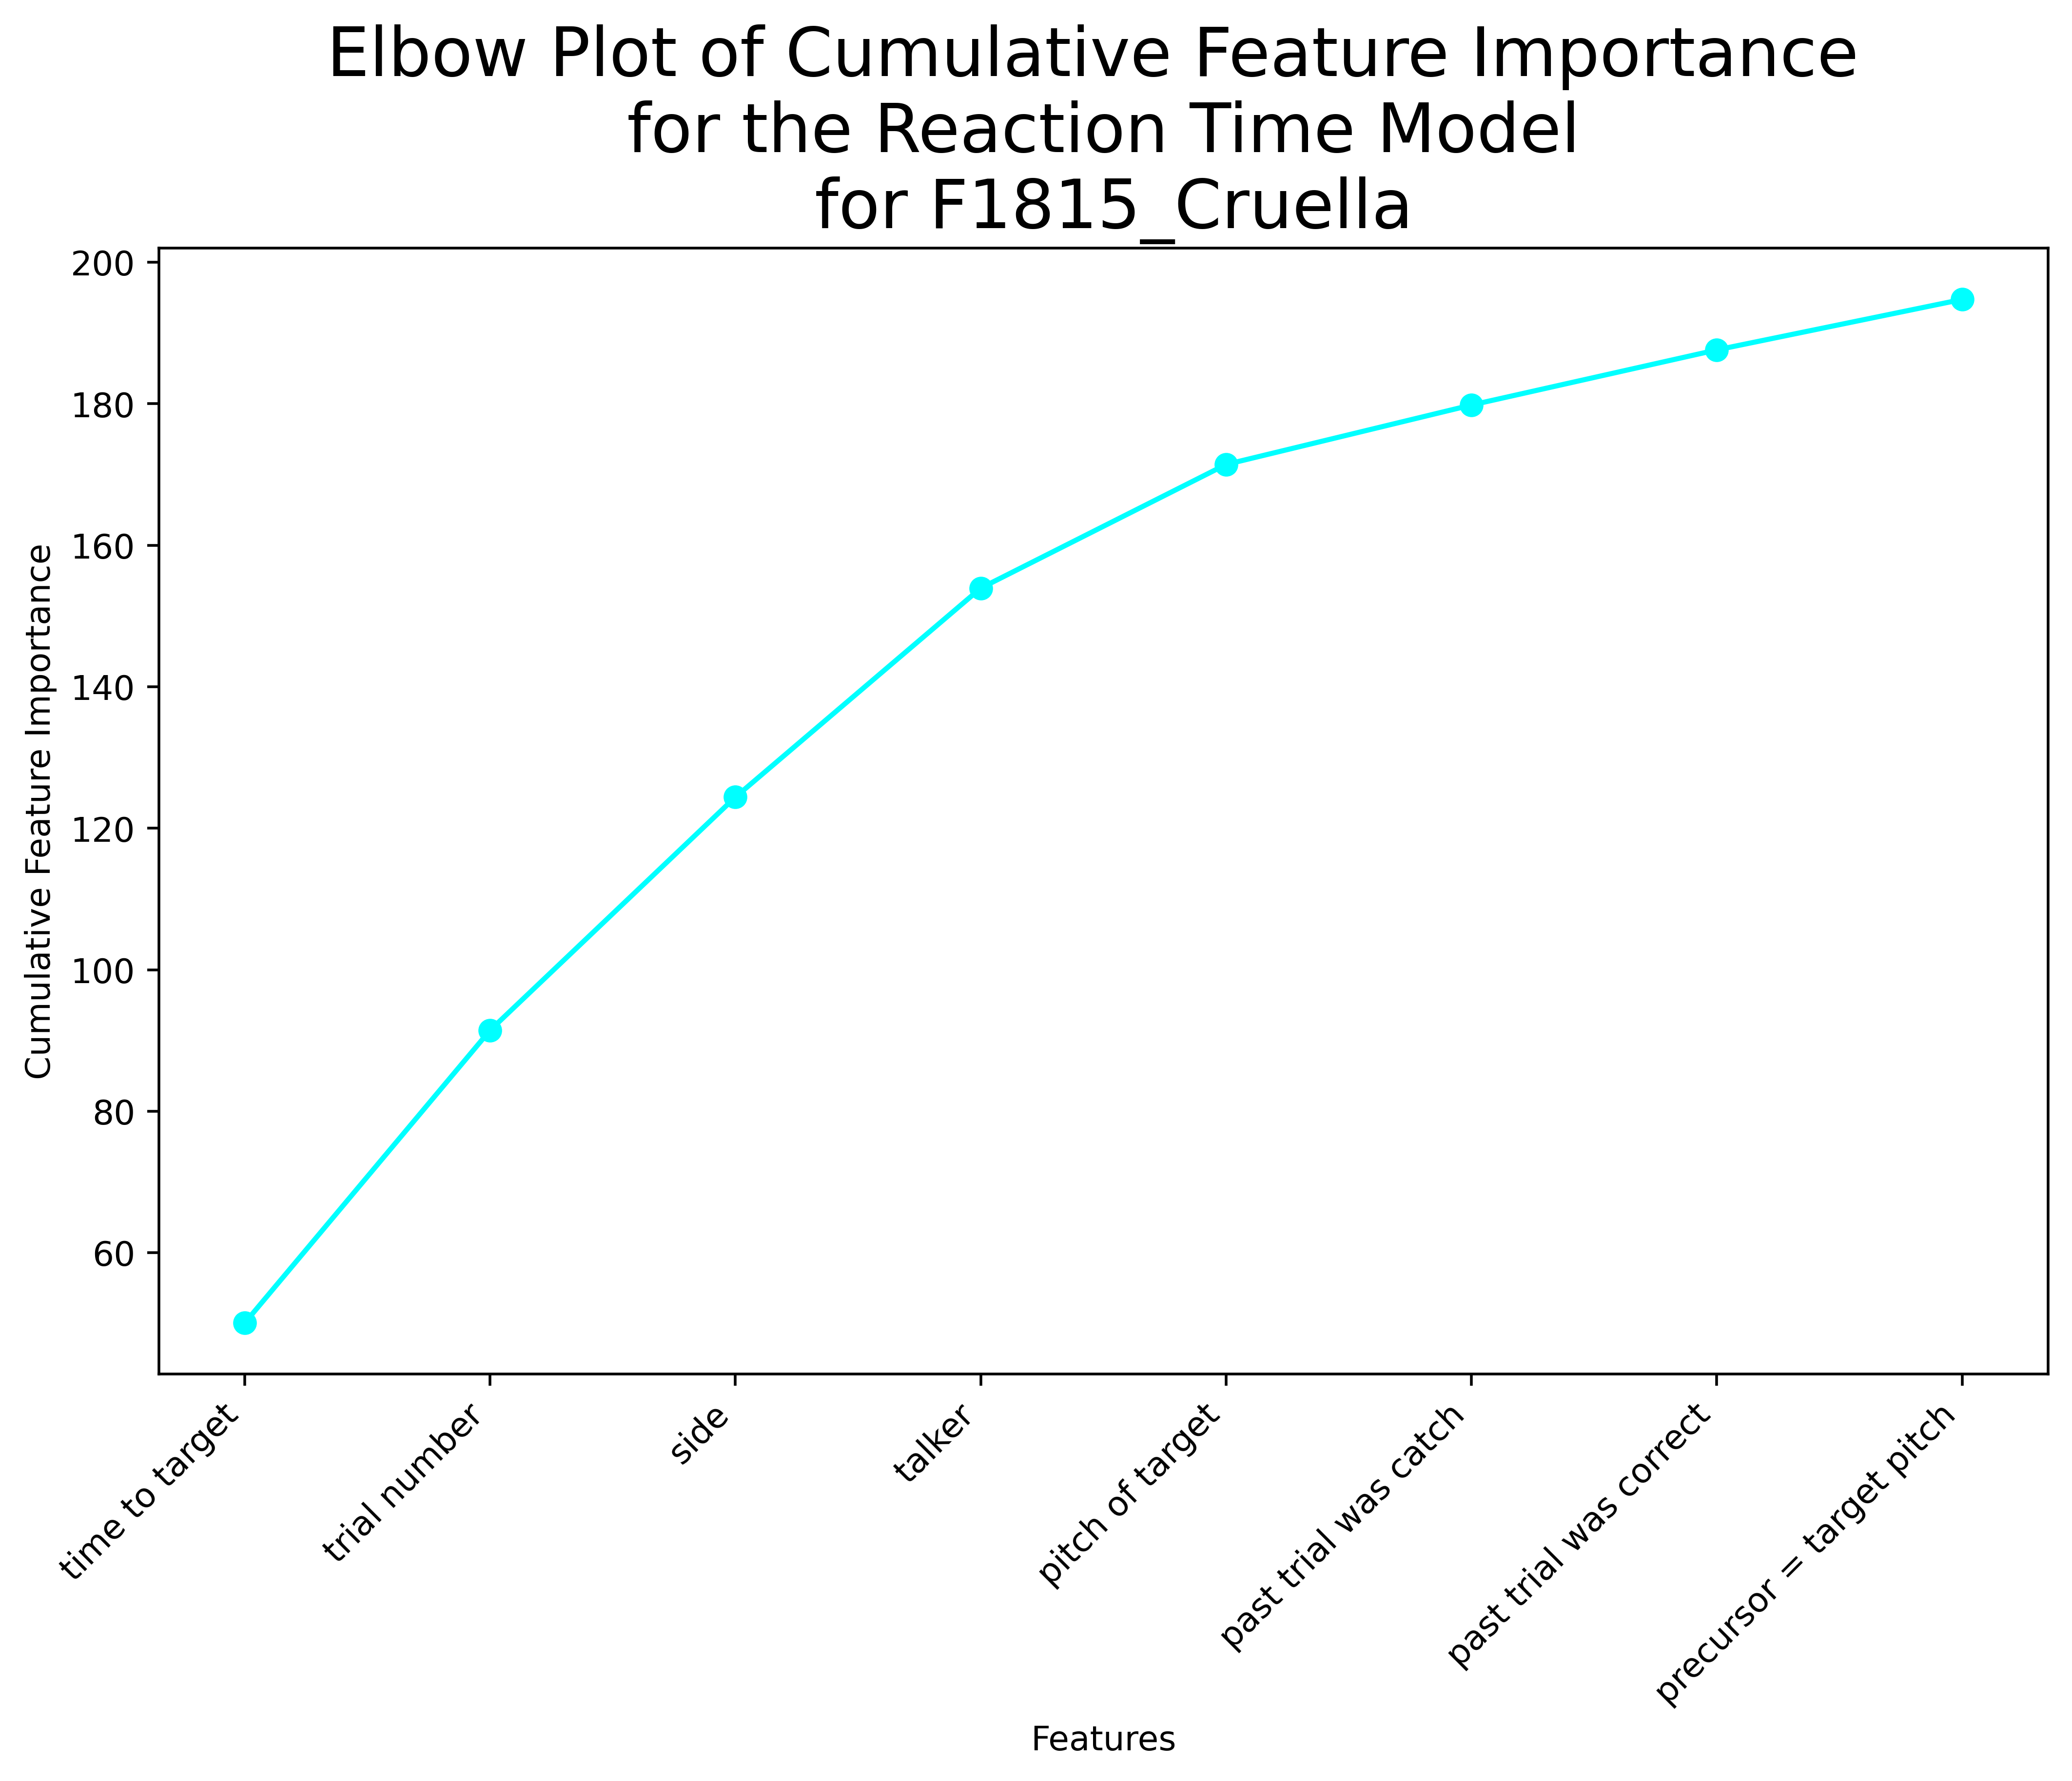 Elbow Plot of Cumulative Feature Importance
for the Reaction Time Model
for F1815_Cruella
Cumulative Feature Importance
200
180
160
140
120
100
80
60
time to target
trial number
side
talker
pitch of target
past trial was catch
past trial was correct
precursor = target pitch
Features